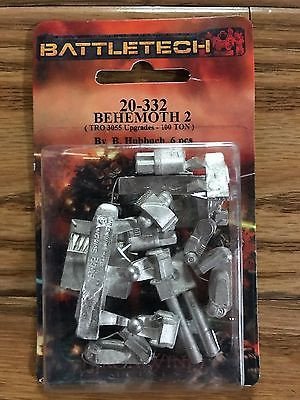 BATTLETECH
20-332
BEHEMOTH 2
( TRO 3055 Upgrades - 100 TON )
By B. Hubbuch 6 pcs